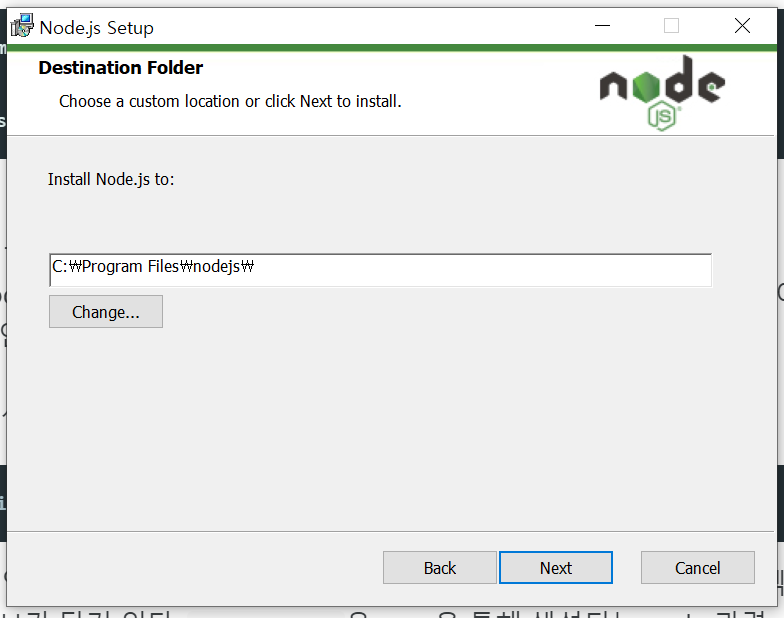 Node.js Setup
Destination Folder
Choose a custom location or click Next to install.
node
JS
Install Node.js to:
C:₩Program Files₩nodejs₩
Change...
Back
Next
Cancel